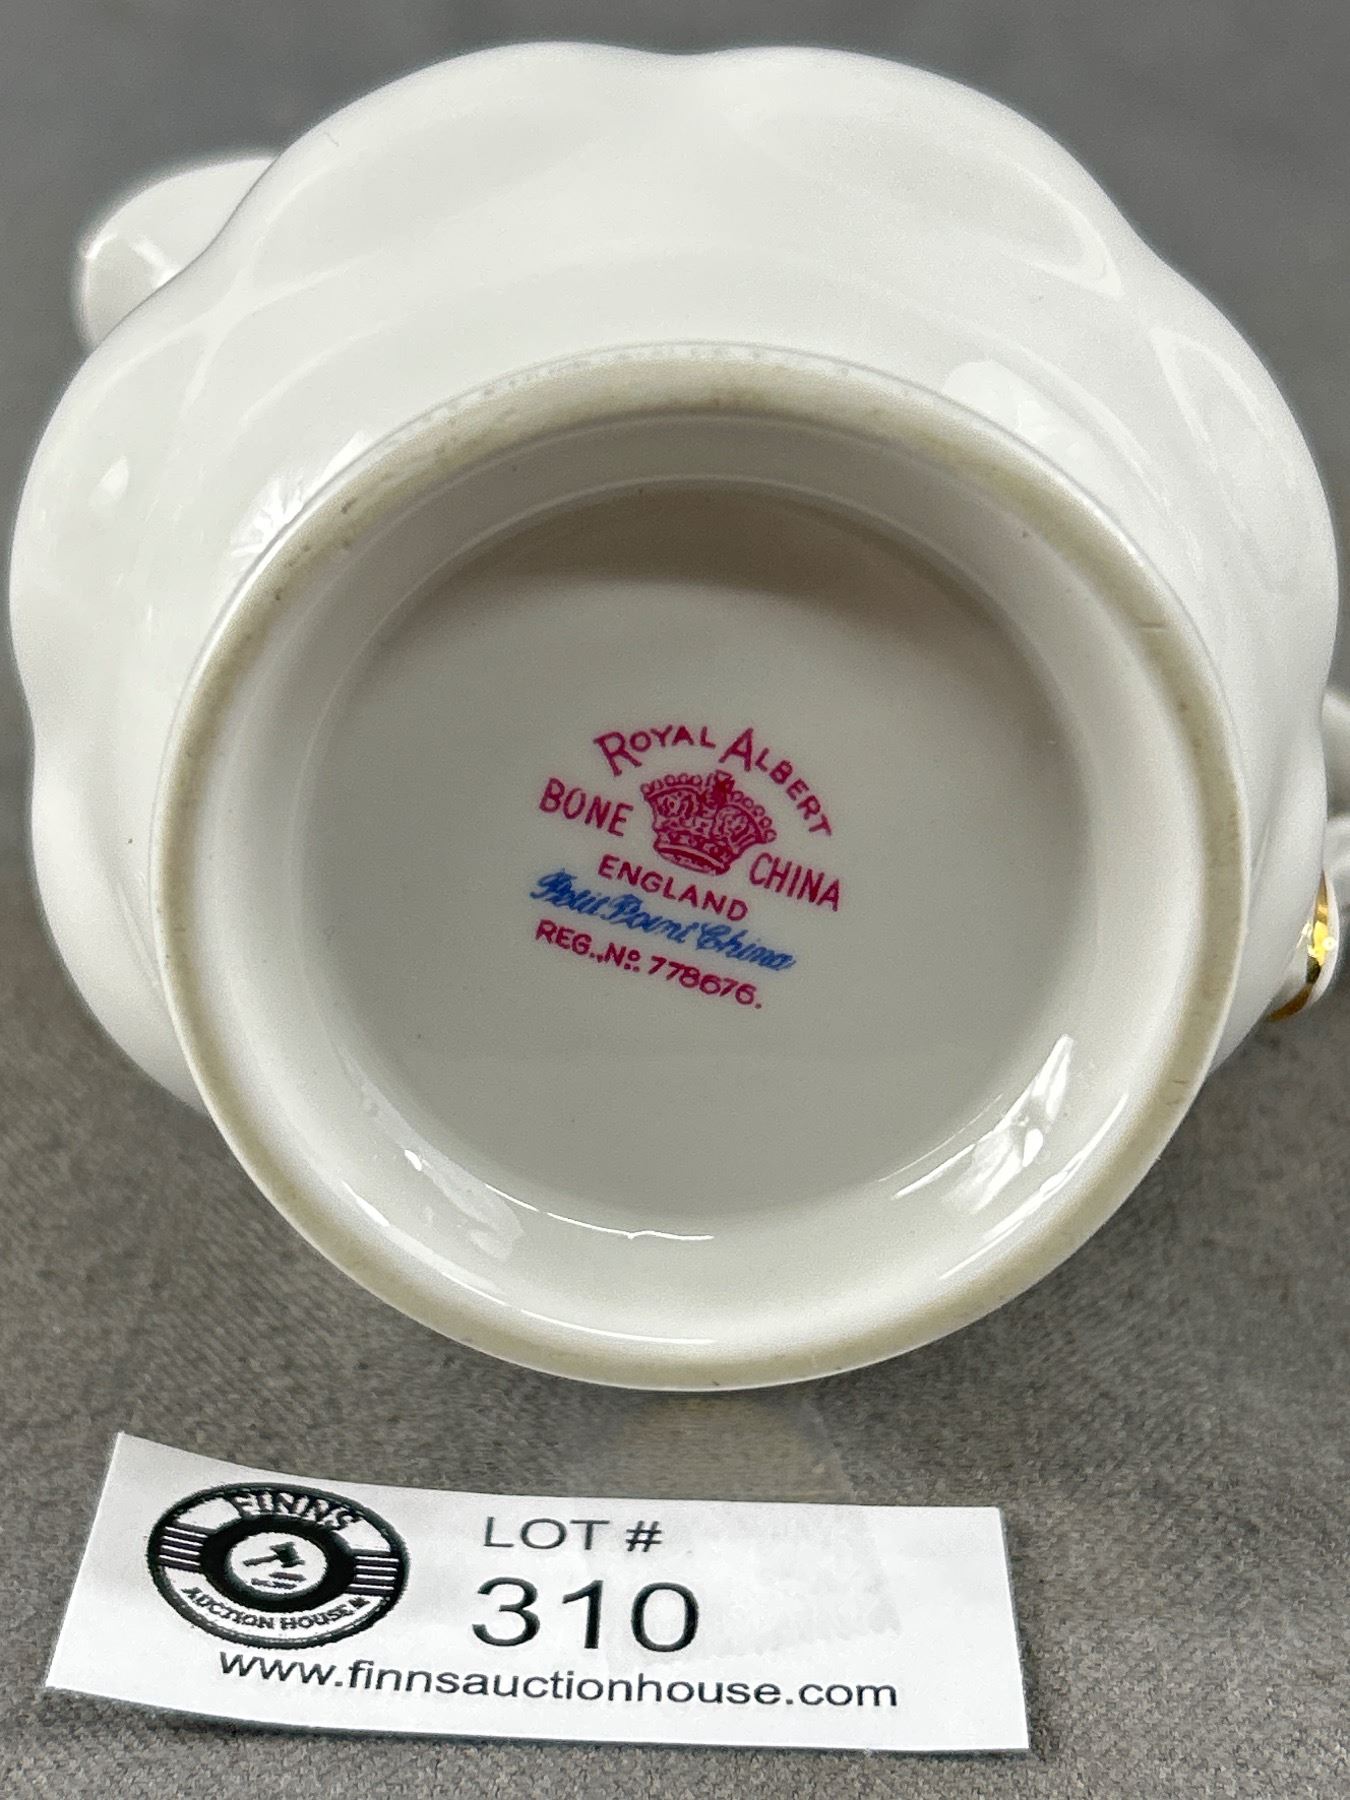 ROYAL ALBERT
BONE CHINA
ENGLAND
Petit Point China
REG. No. 778676.
FINNS
AUCTION HOUSE
LOT #
310
www.finnsauctionhouse.com